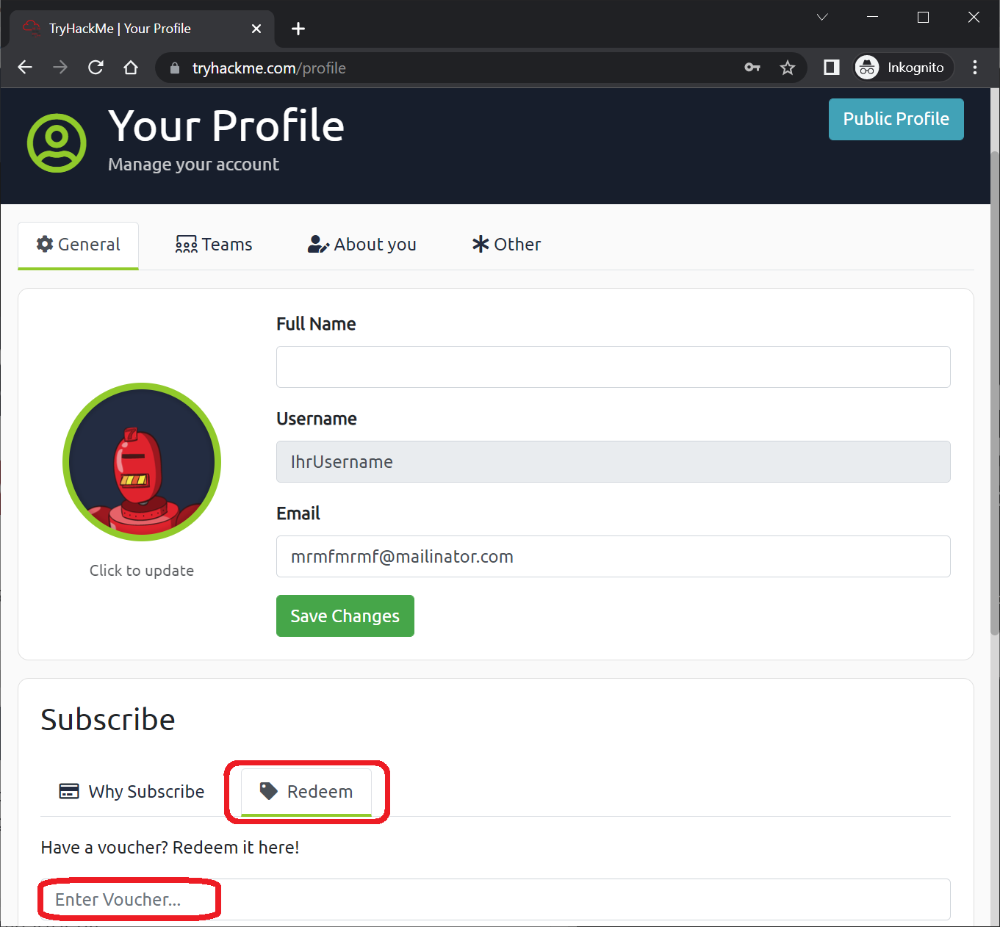 TryHackMe | Your Profile
tryhackme.com/profile
Inkognito
Your Profile
Manage your account
Public Profile
General
Teams
About you
Other
Full Name
Username
IhrUsername
Email
mrmfmrmf@mailinator.com
Click to update
Save Changes
Subscribe
Why Subscribe
Redeem
Have a voucher? Redeem it here!
Enter Voucher...